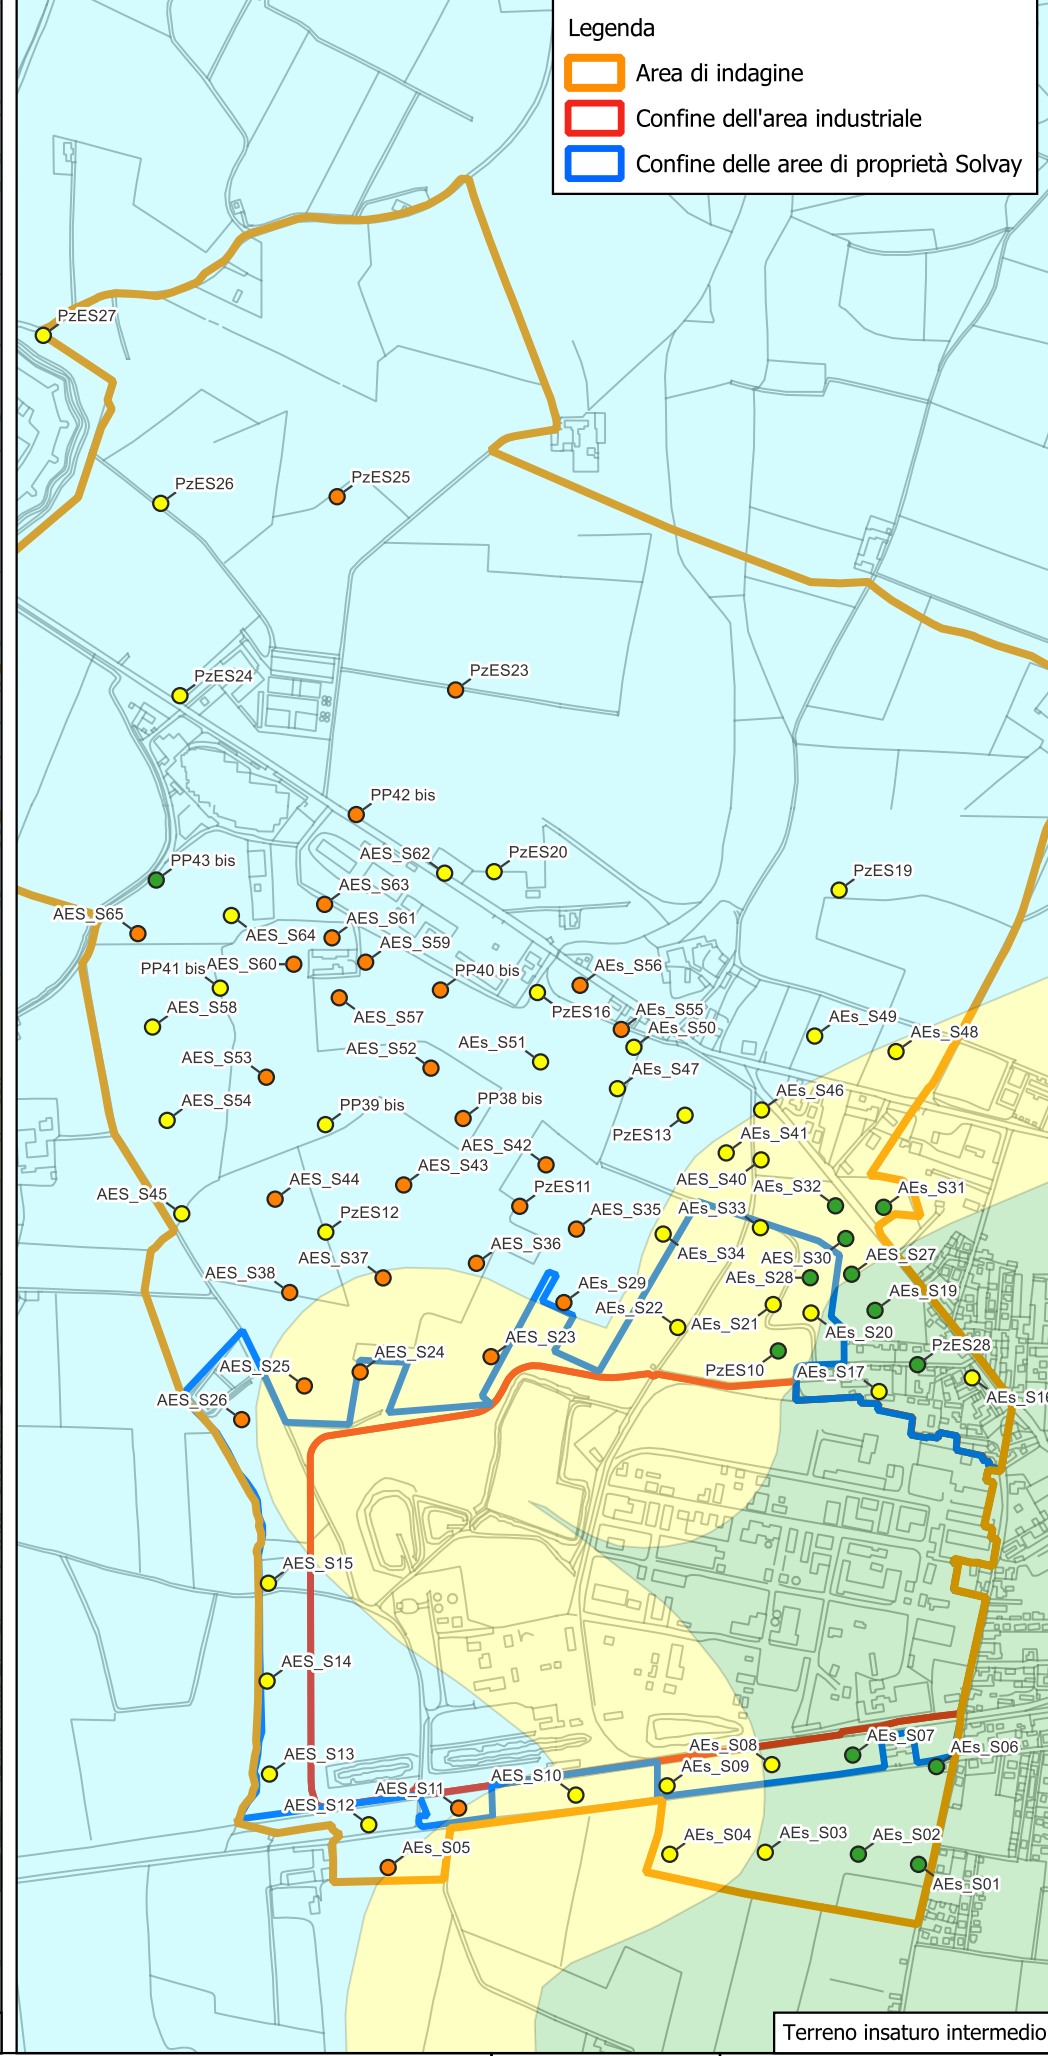 Legenda
Area di indagine
Confine dell'area industriale
Confine delle aree di proprietà Solvay
PzES27
PzES26
PzES25
PzES24
PzES23
PP42 bis
AES_S62
PzES20
PP43 bis
PzES19
AES_S63
AES_S65
AES_S61
AES_S64
AES_S59
AES_S60
PP41 bis
PP40 bis
AEs_S56
PzES16
AES_S58
AES_S57
AEs_S55
AEs_S50
AEs_S49
AEs_S48
AES_S53
AES_S52
AEs_S51
AEs_S47
AEs_S46
AES_S54
PP39 bis
PP38 bis
PzES13
AEs_S41
AES_S42
AES_S44
AES_S43
AES_S40
AEs_S32
AEs_S31
AES_S45
PzES11
PzES12
AES_S35
AEs_S33
AES_S36
AEs_S34
AES_S37
AES_S30
AEs_S27
AEs_S28
AES_S38
AEs_S29
AEs_S19
AEs_S22
AEs_S21
AEs_S20
AES_S23
AES_S24
PzES10
PzES28
AES_S25
AEs_S17
AEs_S16
AES_S26
AES_S15
AES_S14
AES_S13
AEs_S08
AEs_S07
AEs_S06
AEs_S09
AES_S10
AES_S11
AES_S12
AEs_S05
AEs_S04
AEs_S03
AEs_S02
AEs_S01
Terreno insaturo intermedio